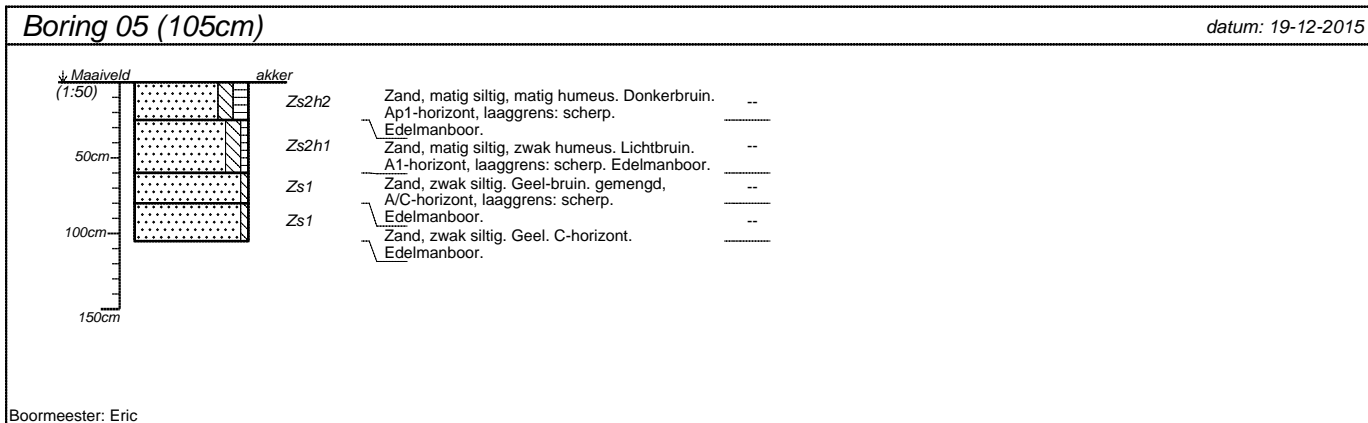 Boring 05 (105cm)
datum: 19-12-2015
Maaiveld
akker
(1:50)
Zs2h2
Zand, matig siltig, matig humeus. Donkerbruin.
Ap1-horizont, laaggrens: scherp.
Edelmanboor.
--
50cm
Zs2h1
Zand, matig siltig, zwak humeus. Lichtbruin.
A1-horizont, laaggrens: scherp. Edelmanboor.
--
Zs1
Zand, zwak siltig. Geel-bruin. gemengd,
A/C-horizont, laaggrens: scherp.
Edelmanboor.
--
100cm
Zs1
Zand, zwak siltig. Geel. C-horizont.
Edelmanboor.
--
150cm
Boormeester: Eric